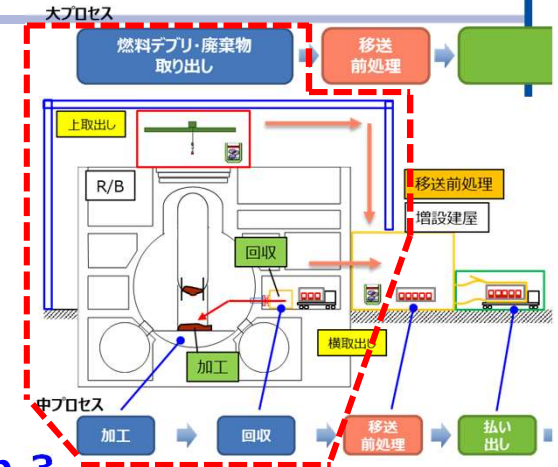 大プロセス
燃料デブリ・廃棄物
取り出し
移送
前処理
上取出し
R/B
移送前処理
増設建屋
回収
横取出し
加工
中プロセス
加工
回収
移送
前処理
払い
出し